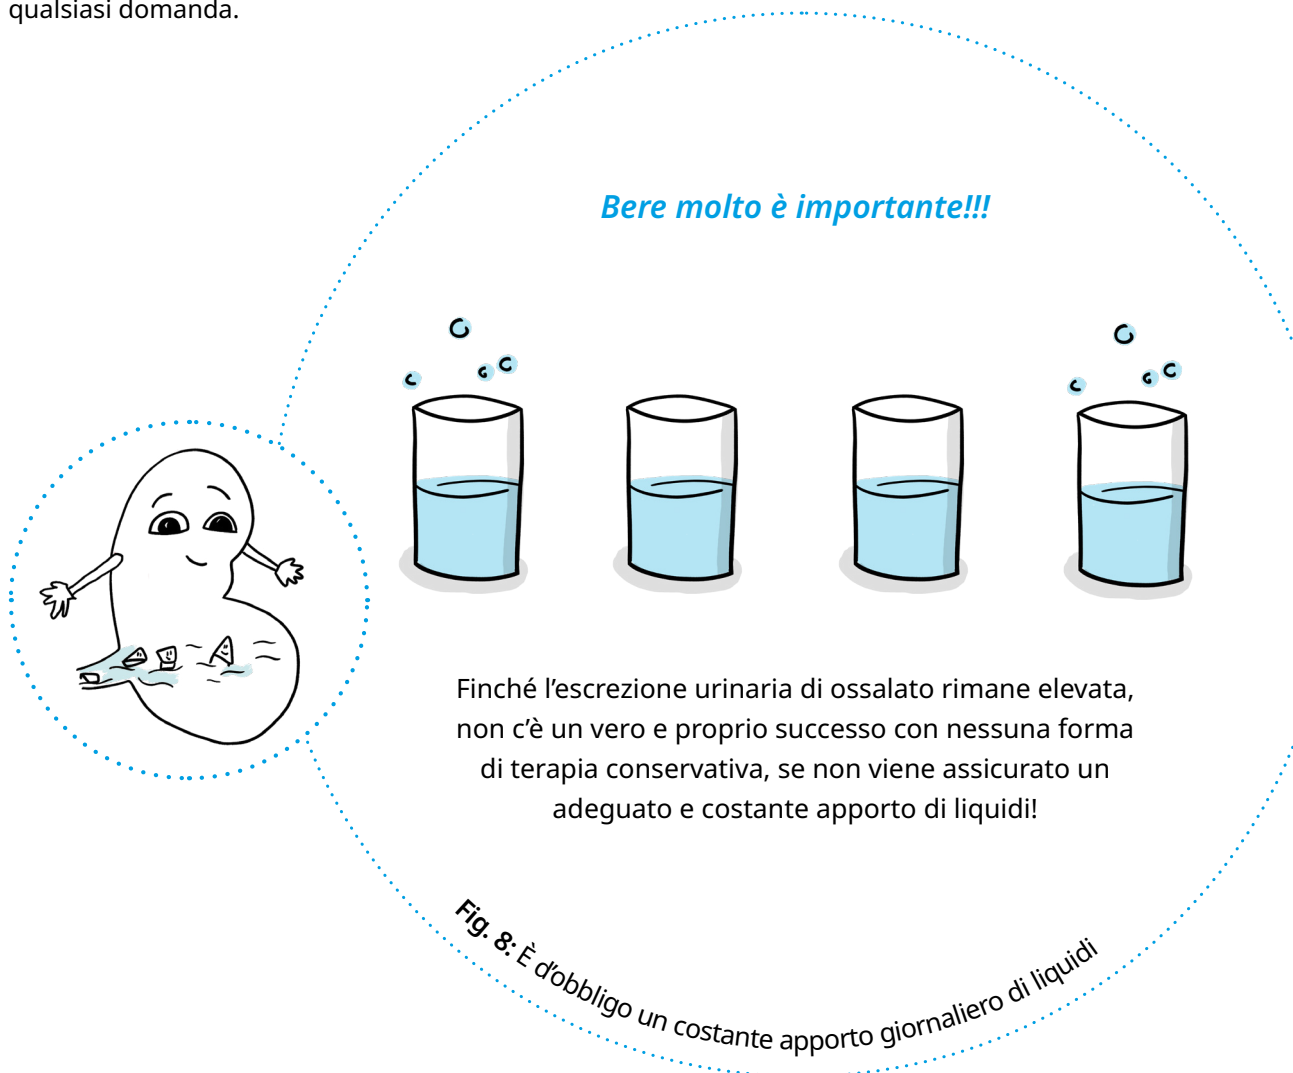 qualsiasi domanda.
Bere molto è importante!!!
Finché l’escrezione urinaria di ossalato rimane elevata,
non c’è un vero e proprio successo con nessuna forma
di terapia conservativa, se non viene assicurato un
adeguato e costante apporto di liquidi!
Fig. 8: È d’obbligo un costante apporto giornaliero di liquidi